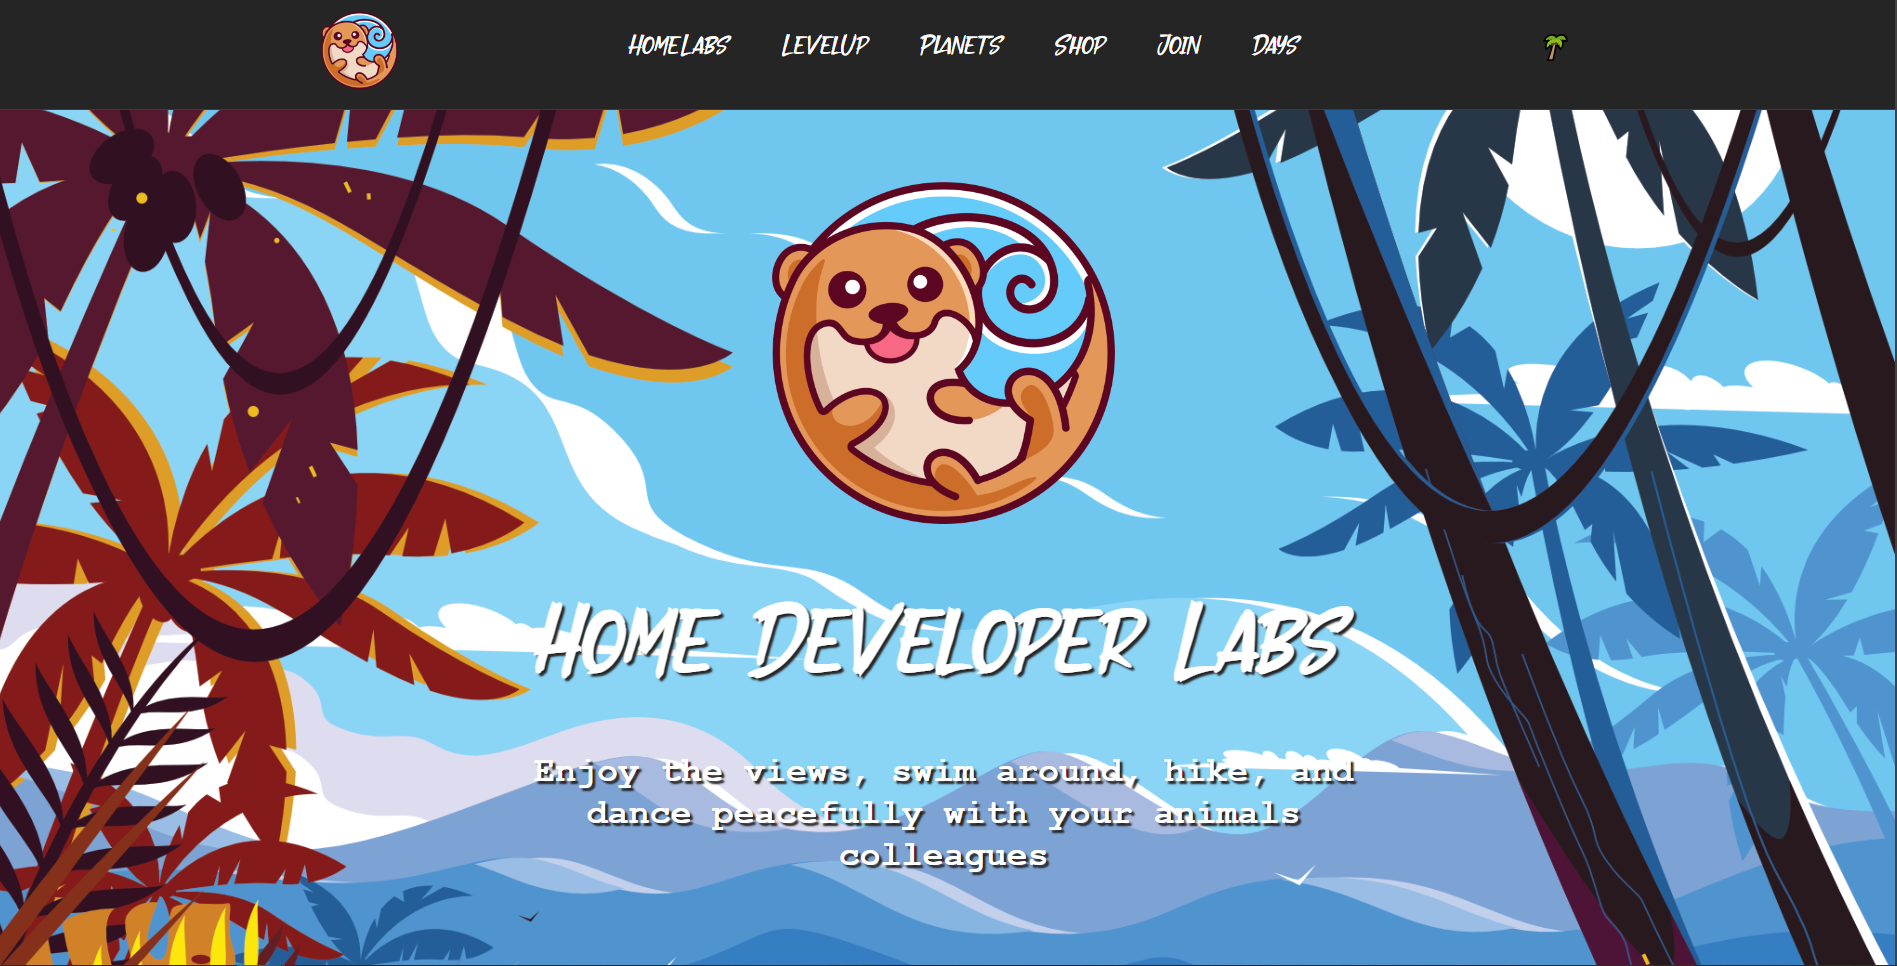 HomeLabs LevelUp Planets Shop Join Days
Home Developer Labs
Enjoy the views, swim around, hike, and
dance peacefully with your animals
colleagues